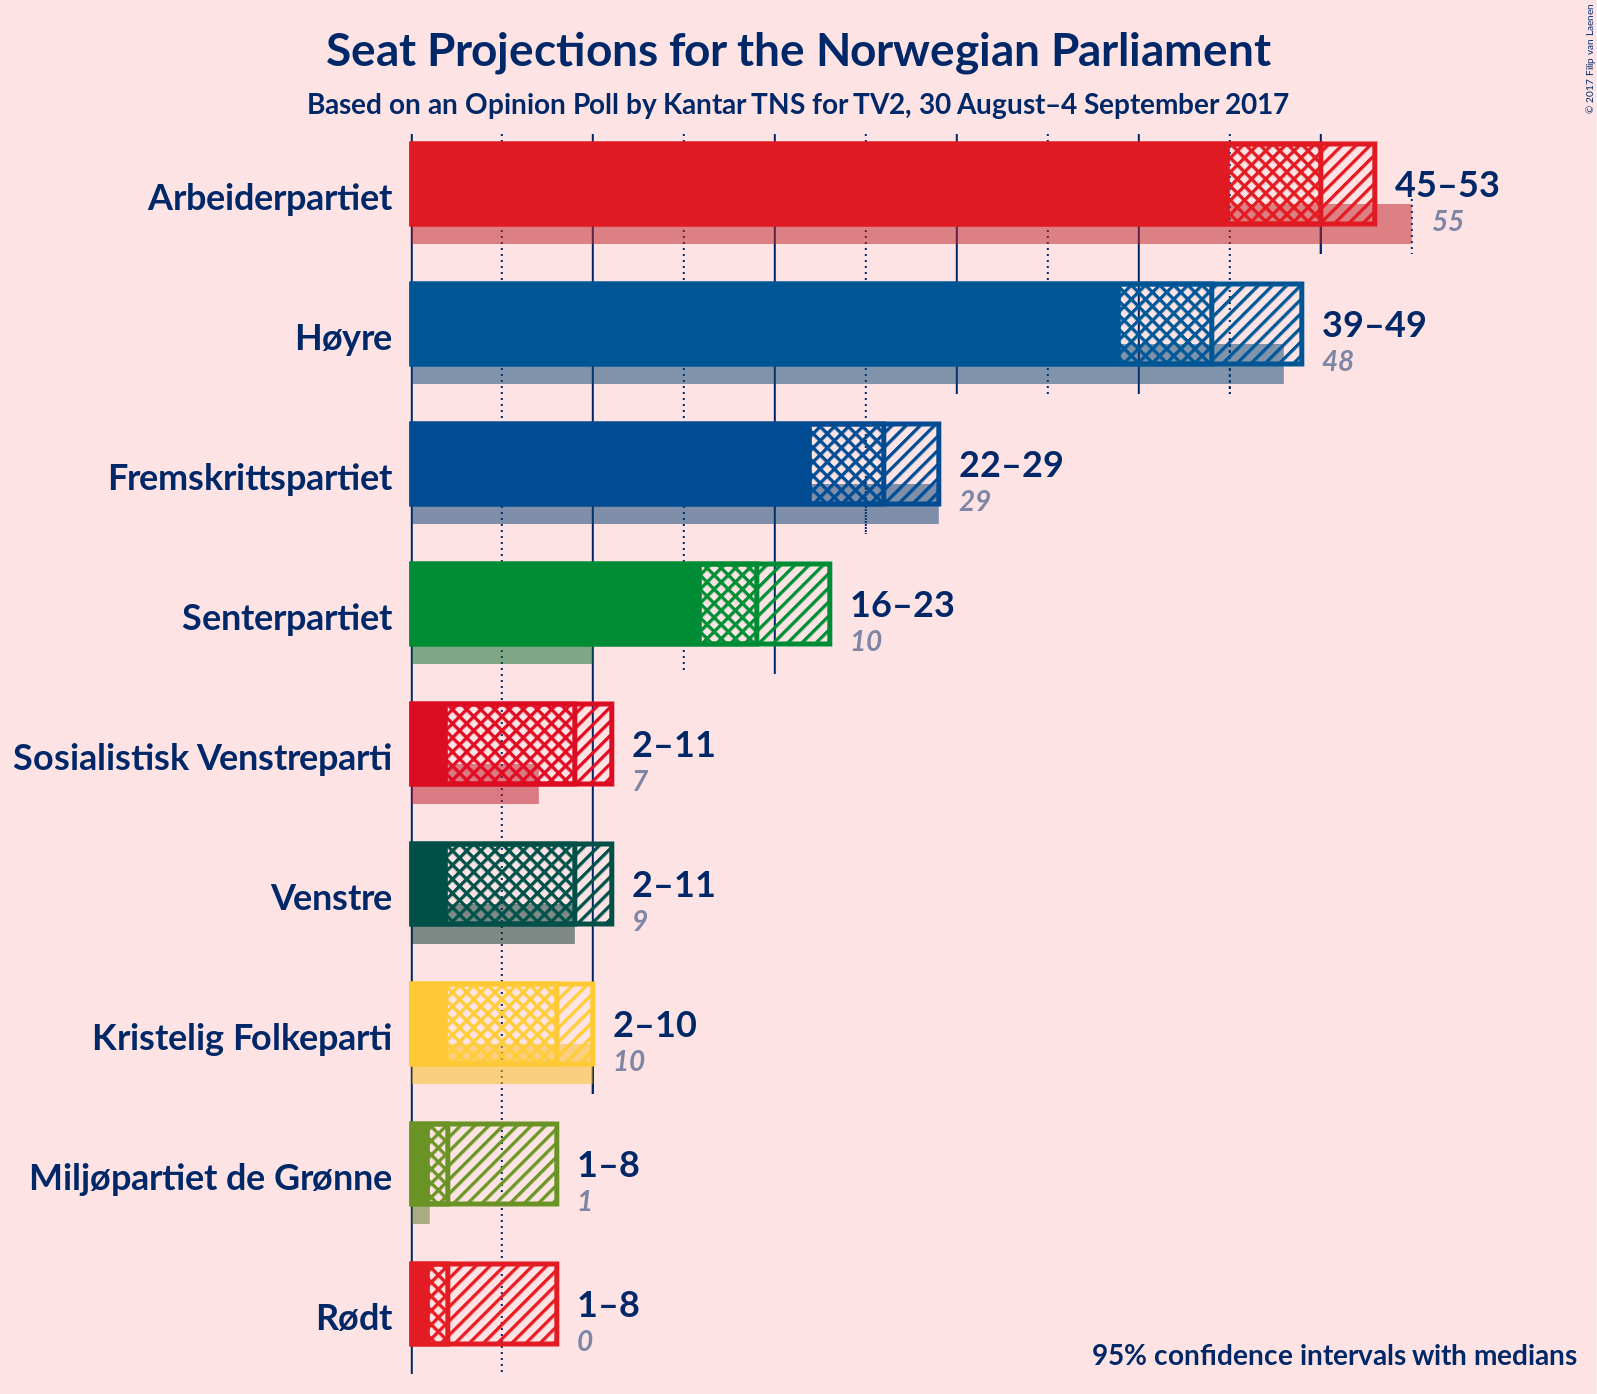 Seat Projections for the Norwegian Parliament
Based on an Opinion Poll by Kantar TNS for TV2, 30 August–4 September 2017
© 2017 Filip van Laenen
Arbeiderpartiet
45–53
55
Høyre
39–49
48
Fremskrittspartiet
22–29
29
Senterpartiet
16–23
10
Sosialistisk Venstreparti
2–11
7
Venstre
2–11
9
Kristelig Folkeparti
2–10
10
Miljøpartiet de Grønne
1–8
1
Rødt
1–8
0
95% confidence intervals with medians